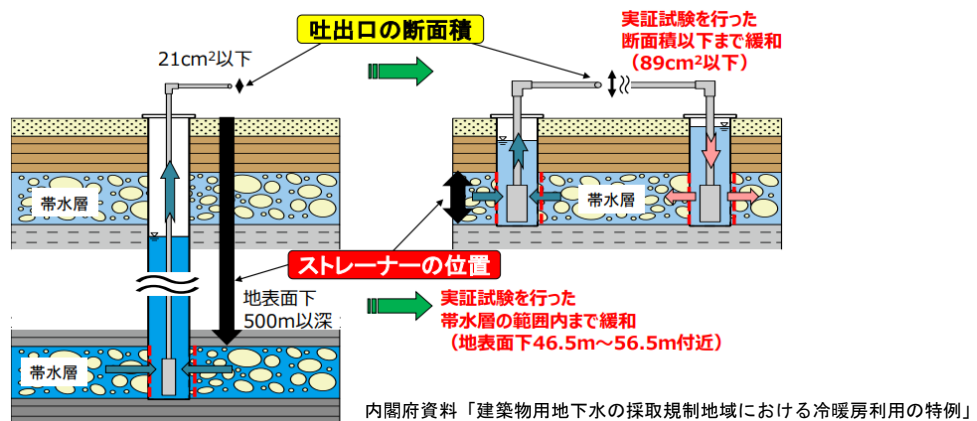 吐出口の断面積
21cm²以下
実証試験を行った
断面積以下まで緩和
（89cm²以下）
帯水層
帯水層
ストレーナーの位置
地表面下
500m以深
実証試験を行った
帯水層の範囲内まで緩和
（地表面下46.5m～56.5m付近）
帯水層
内閣府資料「建築物用地下水の採取規制地域における冷暖房利用の特例」